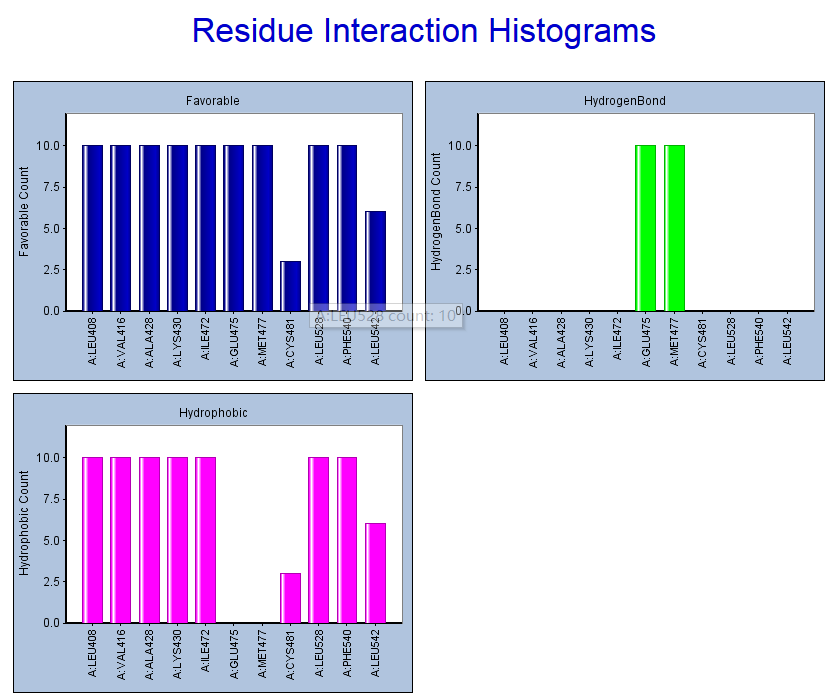 Residue Interaction Histograms
Favorable
Favorable Count
10.0
7.5
5.0
2.5
0.0
A:LEU408
A:VAL416
A:ALA428
A:LYS430
A:ILE472
A:GLU475
A:MET477
A:CYS481
A:LEU528
A:PHE540
A:LEU542
A:LEU528 count: 10
HydrogenBond
HydrogenBond Count
10.0
7.5
5.0
2.5
0.0
A:LEU408
A:VAL416
A:ALA428
A:LYS430
A:ILE472
A:GLU475
A:MET477
A:CYS481
A:LEU528
A:PHE540
A:LEU542
Hydrophobic
Hydrophobic Count
10.0
7.5
5.0
2.5
0.0
A:LEU408
A:VAL416
A:ALA428
A:LYS430
A:ILE472
A:GLU475
A:MET477
A:CYS481
A:LEU528
A:PHE540
A:LEU542